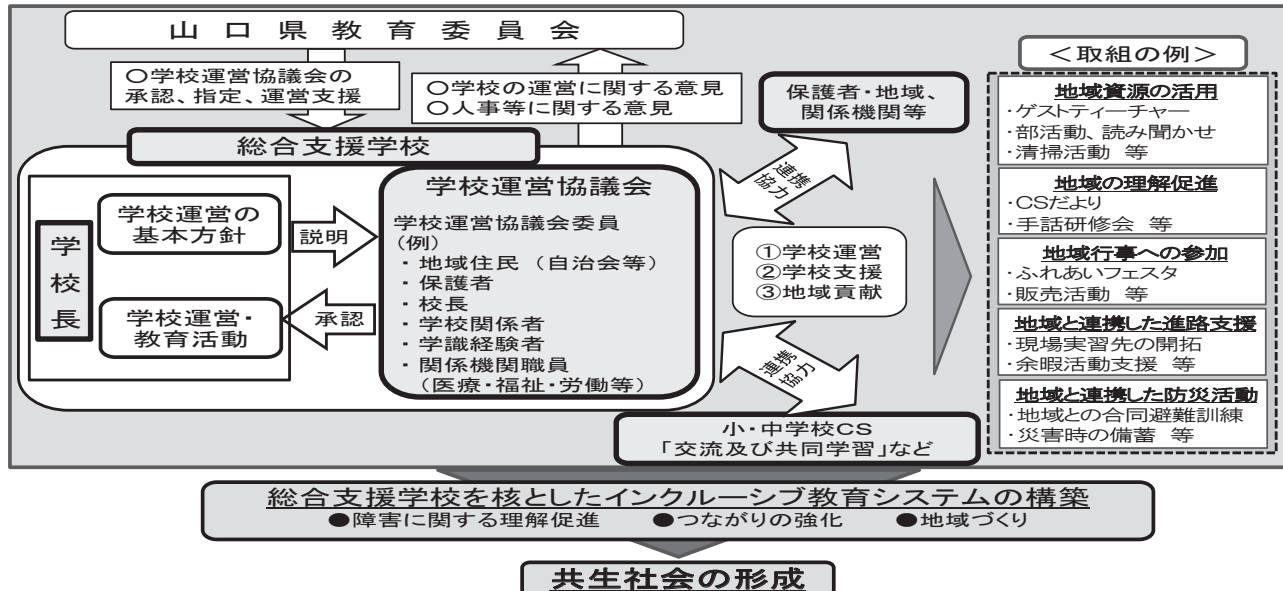 山口県教育委員会
○学校運営協議会の
承認、指定、運営支援
○学校の運営に関する意見
○人事等に関する意見
総合支援学校
学校長
学校運営の
基本方針
説明
学校運営・
教育活動
承認
学校運営協議会
学校運営協議会委員
(例)
・地域住民 (自治会等)
・保護者
・校長
・学校関係者
・学識経験者
・関係機関職員
(医療・福祉・労働等)
保護者・地域、
関係機関等
連携
協力
①学校運営
②学校支援
③地域貢献
連携
協力
小・中学校CS
「交流及び共同学習」など
<取組の例>
地域資源の活用
・ゲストティーチャー
・部活動、読み聞かせ
・清掃活動 等
地域の理解促進
・CSだより
・手話研修会 等
地域行事への参加
・ふれあいフェスタ
・販売活動 等
地域と連携した進路支援
・現場実習先の開拓
・余暇活動支援 等
地域と連携した防災活動
・地域との合同避難訓練
・災害時の備蓄 等
総合支援学校を核としたインクルーシブ教育システムの構築
●障害に関する理解促進 ●つながりの強化 ●地域づくり
共生社会の形成